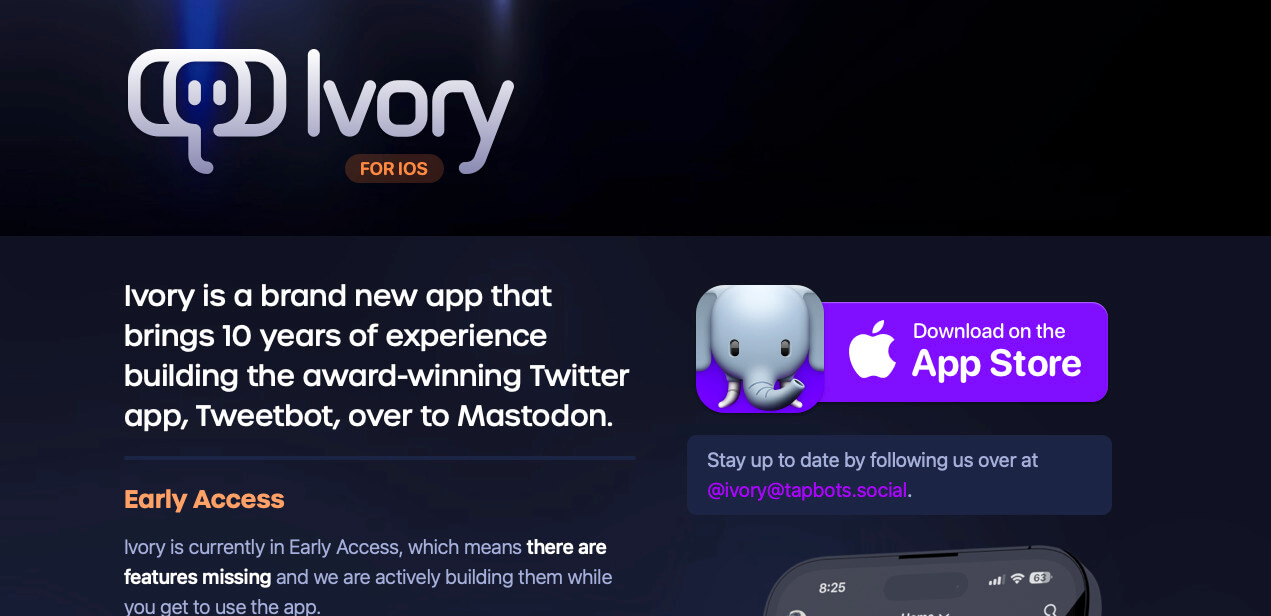 Ivory
FOR IOS
Ivory is a brand new app that
brings 10 years of experience
building the award-winning Twitter
app, Tweetbot, over to Mastodon.
Early Access
Ivory is currently in Early Access, which means there are
features missing and we are actively building them while
you get to use the app.
Download on the
App Store
Stay up to date by following us over at
@ivory@tapbots.social.
8:25
63
Home